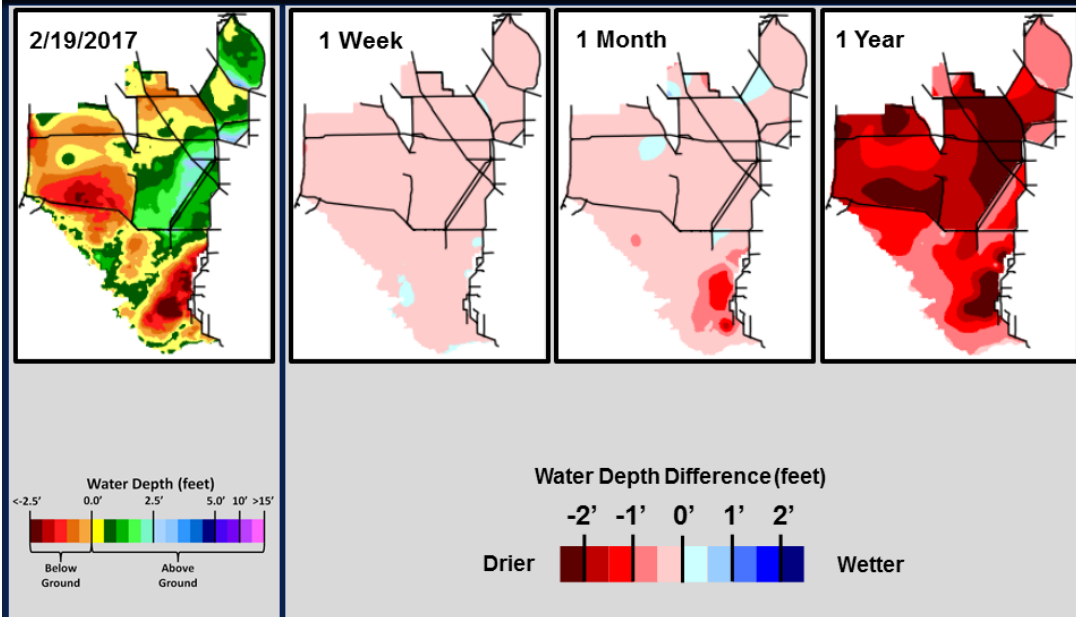 2/19/2017
1 Week
1 Month
1 Year
Water Depth (feet)
<-2.5' 0.0' 2.5' 5.0' 10' >15'
Below
Ground
Above
Ground
Water Depth Difference (feet)
-2' -1' 0' 1' 2'
Drier
Wetter